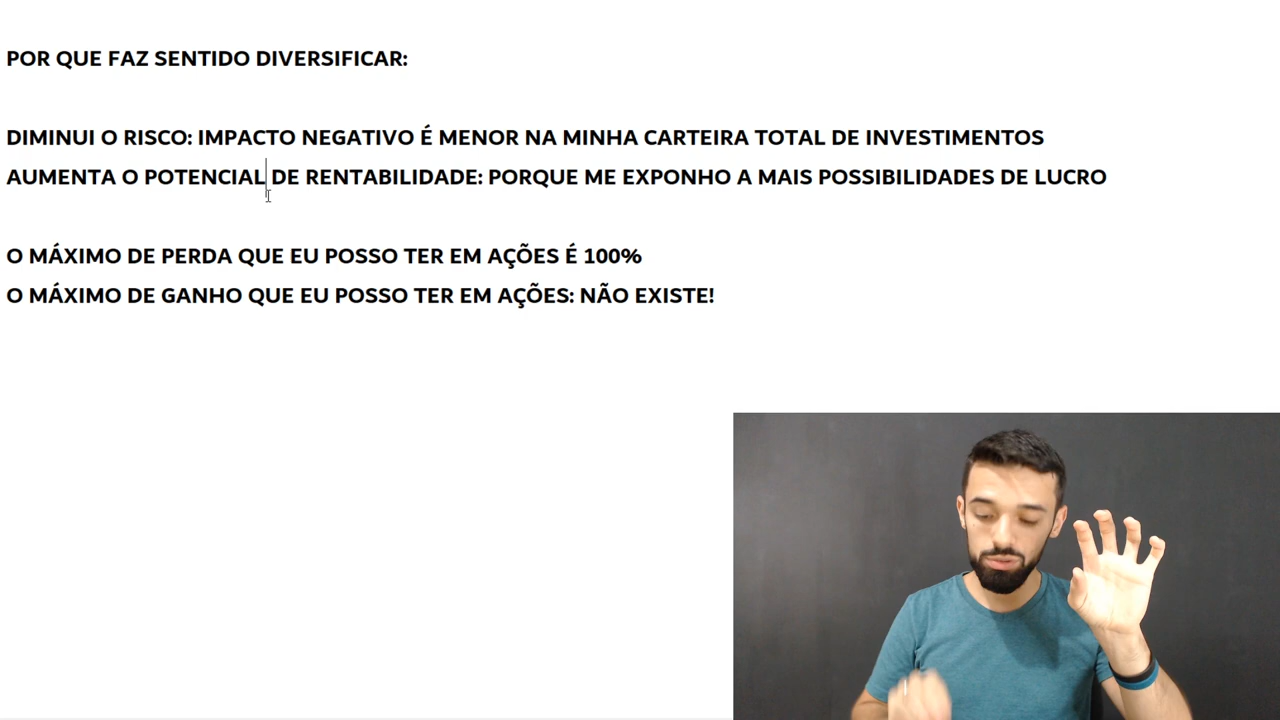 POR QUE FAZ SENTIDO DIVERSIFICAR:
DIMINUI O RISCO: IMPACTO NEGATIVO É MENOR NA MINHA CARTEIRA TOTAL DE INVESTIMENTOS
AUMENTA O POTENCIAL DE RENTABILIDADE: PORQUE ME EXPONHO A MAIS POSSIBILIDADES DE LUCRO
O MÁXIMO DE PERDA QUE EU POSSO TER EM AÇÕES É 100%
O MÁXIMO DE GANHO QUE EU POSSO TER EM AÇÕES: NÃO EXISTE!